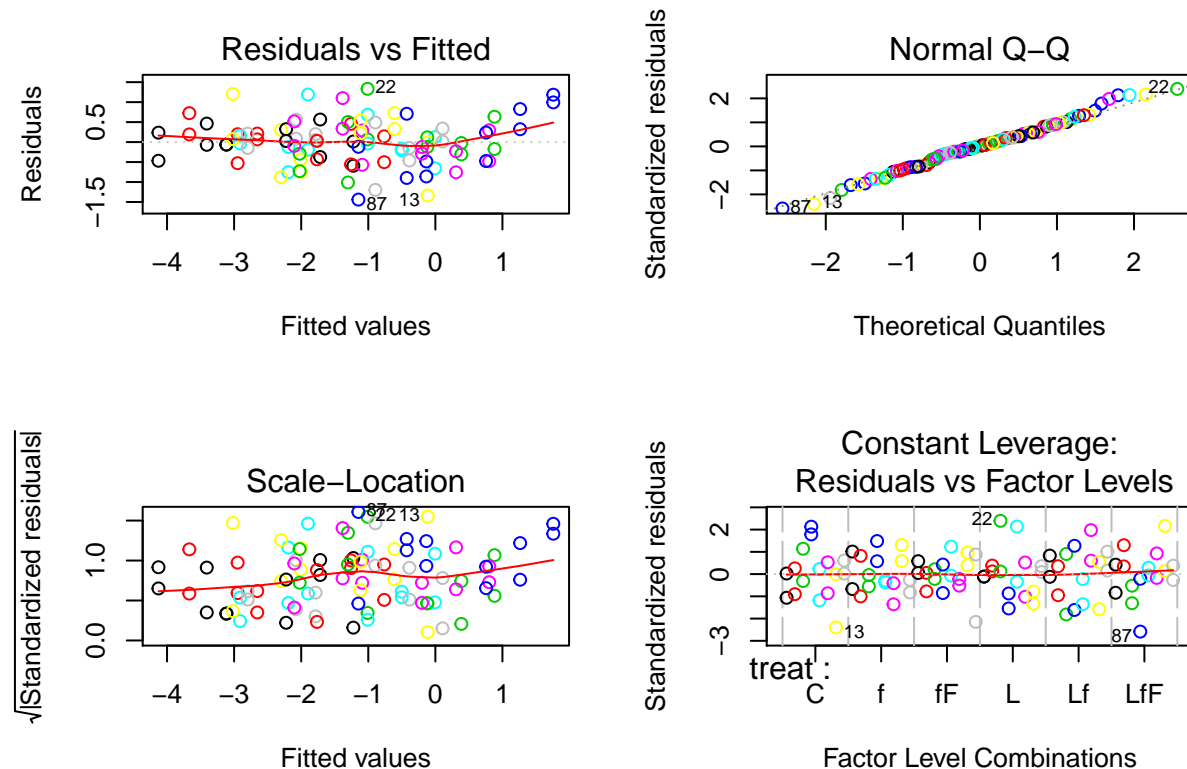 Residuals vs Fitted
Residuals
0.5
−1.5
22
87
13
−4 −3 −2 −1 0 1
Fitted values
Normal Q−Q
Standardized residuals
2
0
−2
22
87
13
−2 −1 0 1 2
Theoretical Quantiles
Scale−Location
√|Standardized residuals|
1.0
0.0
87
22
13
−4 −3 −2 −1 0 1
Fitted values
Constant Leverage:
Residuals vs Factor Levels
Standardized residuals
2
0
−3
22
13
87
treat :
C f fF L Lf LfF
Factor Level Combinations